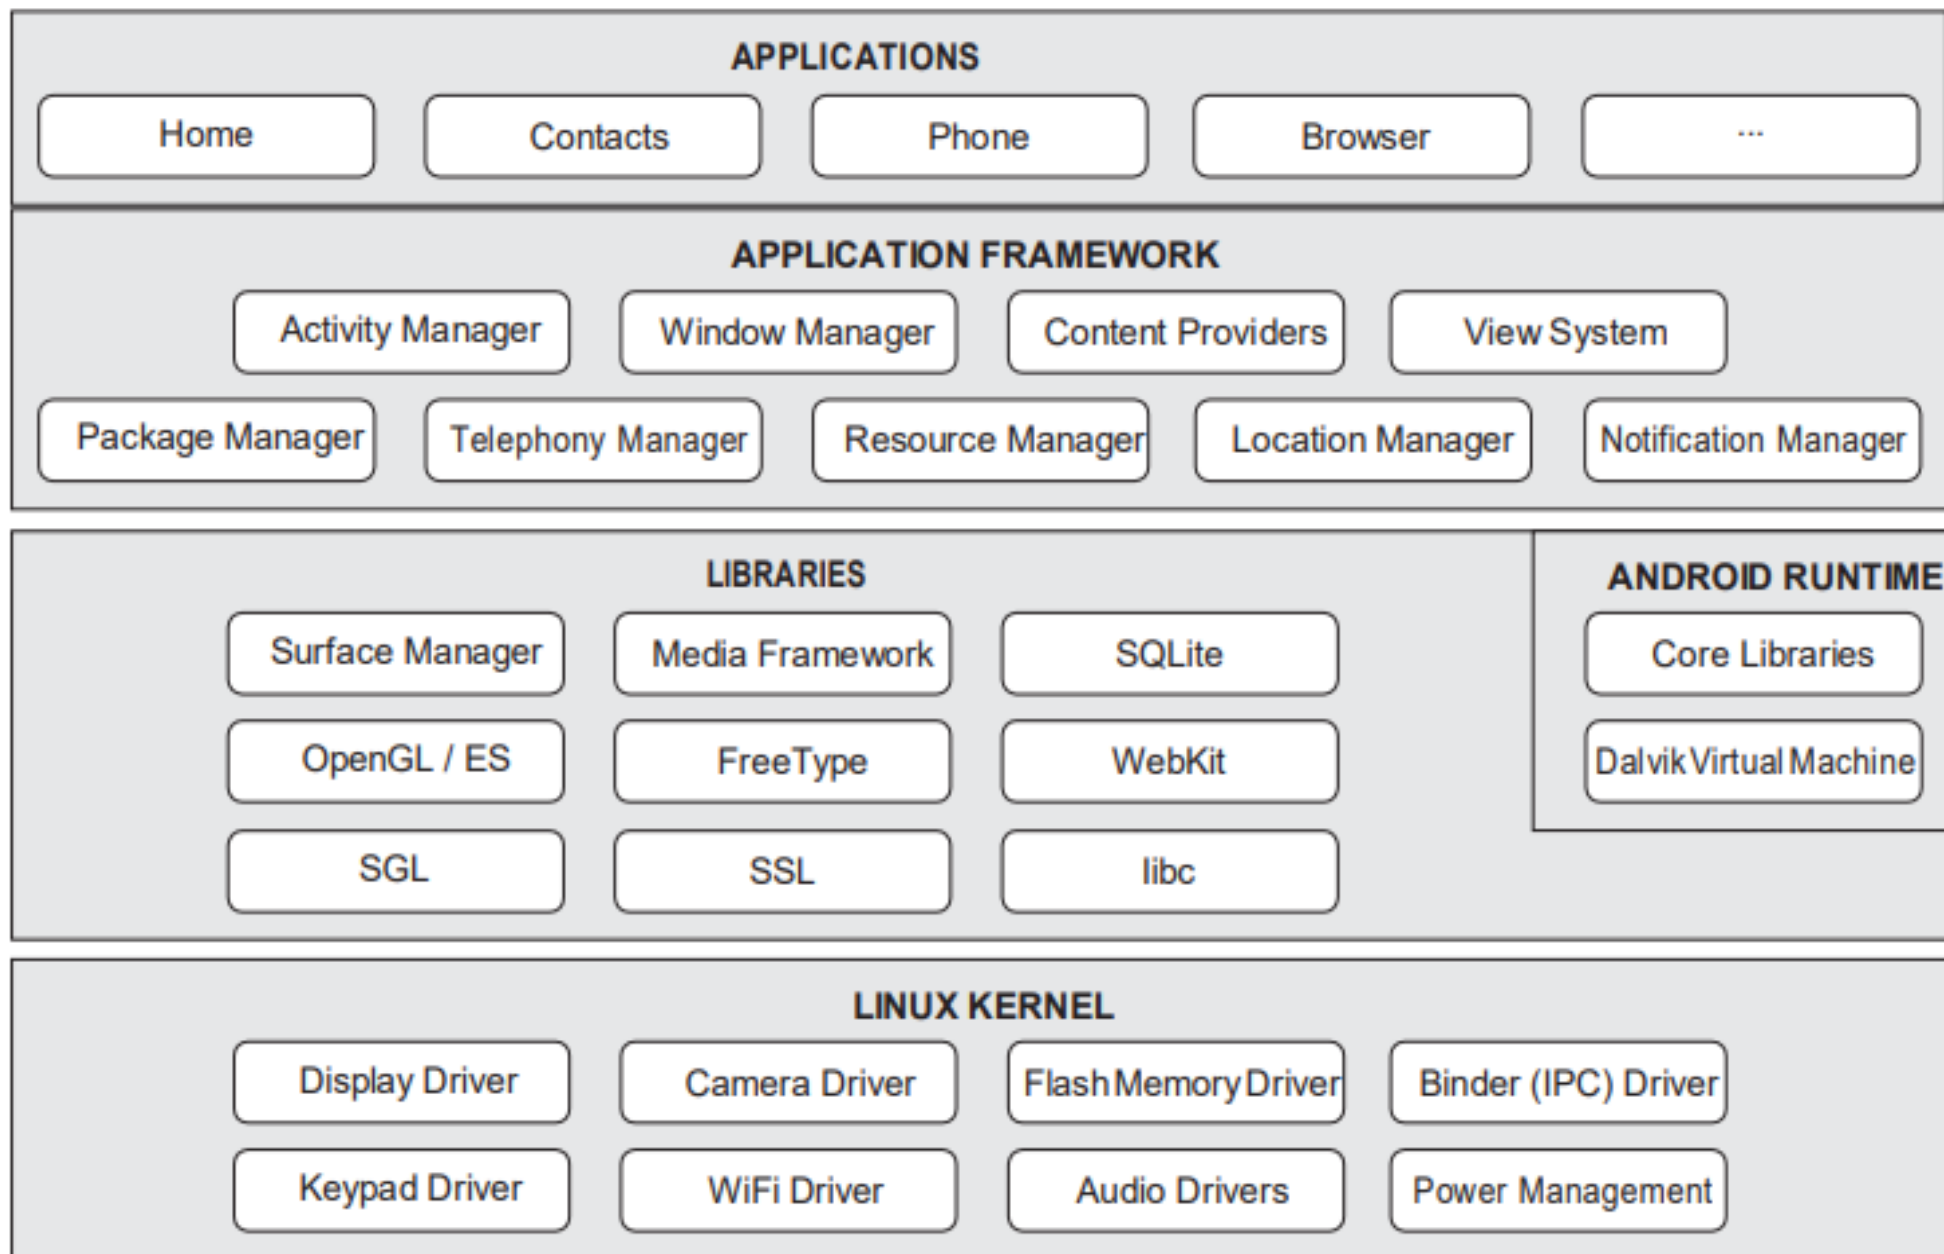 APPLICATIONS
Home Contacts Phone Browser ...
APPLICATION FRAMEWORK
Activity Manager Window Manager Content Providers View System
Package Manager Telephony Manager Resource Manager Location Manager Notification Manager
LIBRARIES
Surface Manager Media Framework SQLite
OpenGL / ES FreeType WebKit
SGL SSL libc
ANDROID RUNTIME
Core Libraries
Dalvik Virtual Machine
LINUX KERNEL
Display Driver Camera Driver Flash Memory Driver Binder (IPC) Driver
Keypad Driver WiFi Driver Audio Drivers Power Management